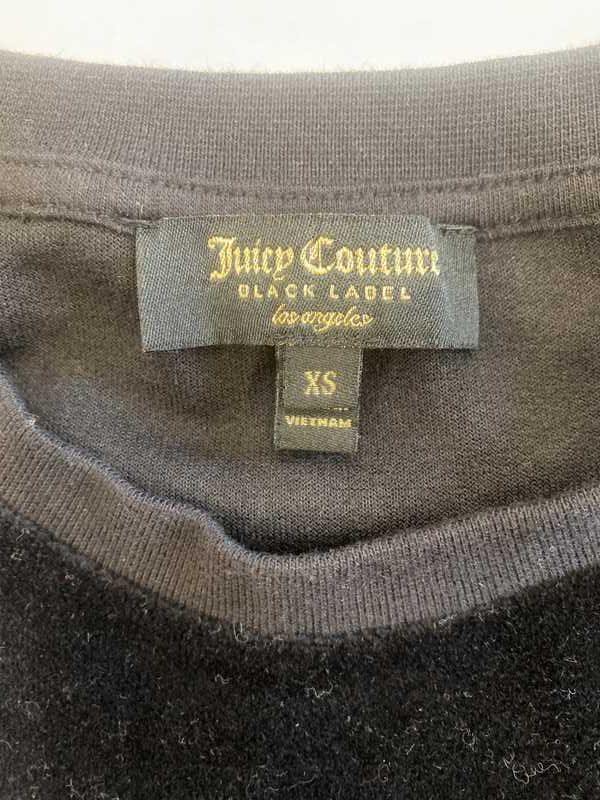 Juicy Couture
BLACK LABEL
los angeles
XS
VIETNAM